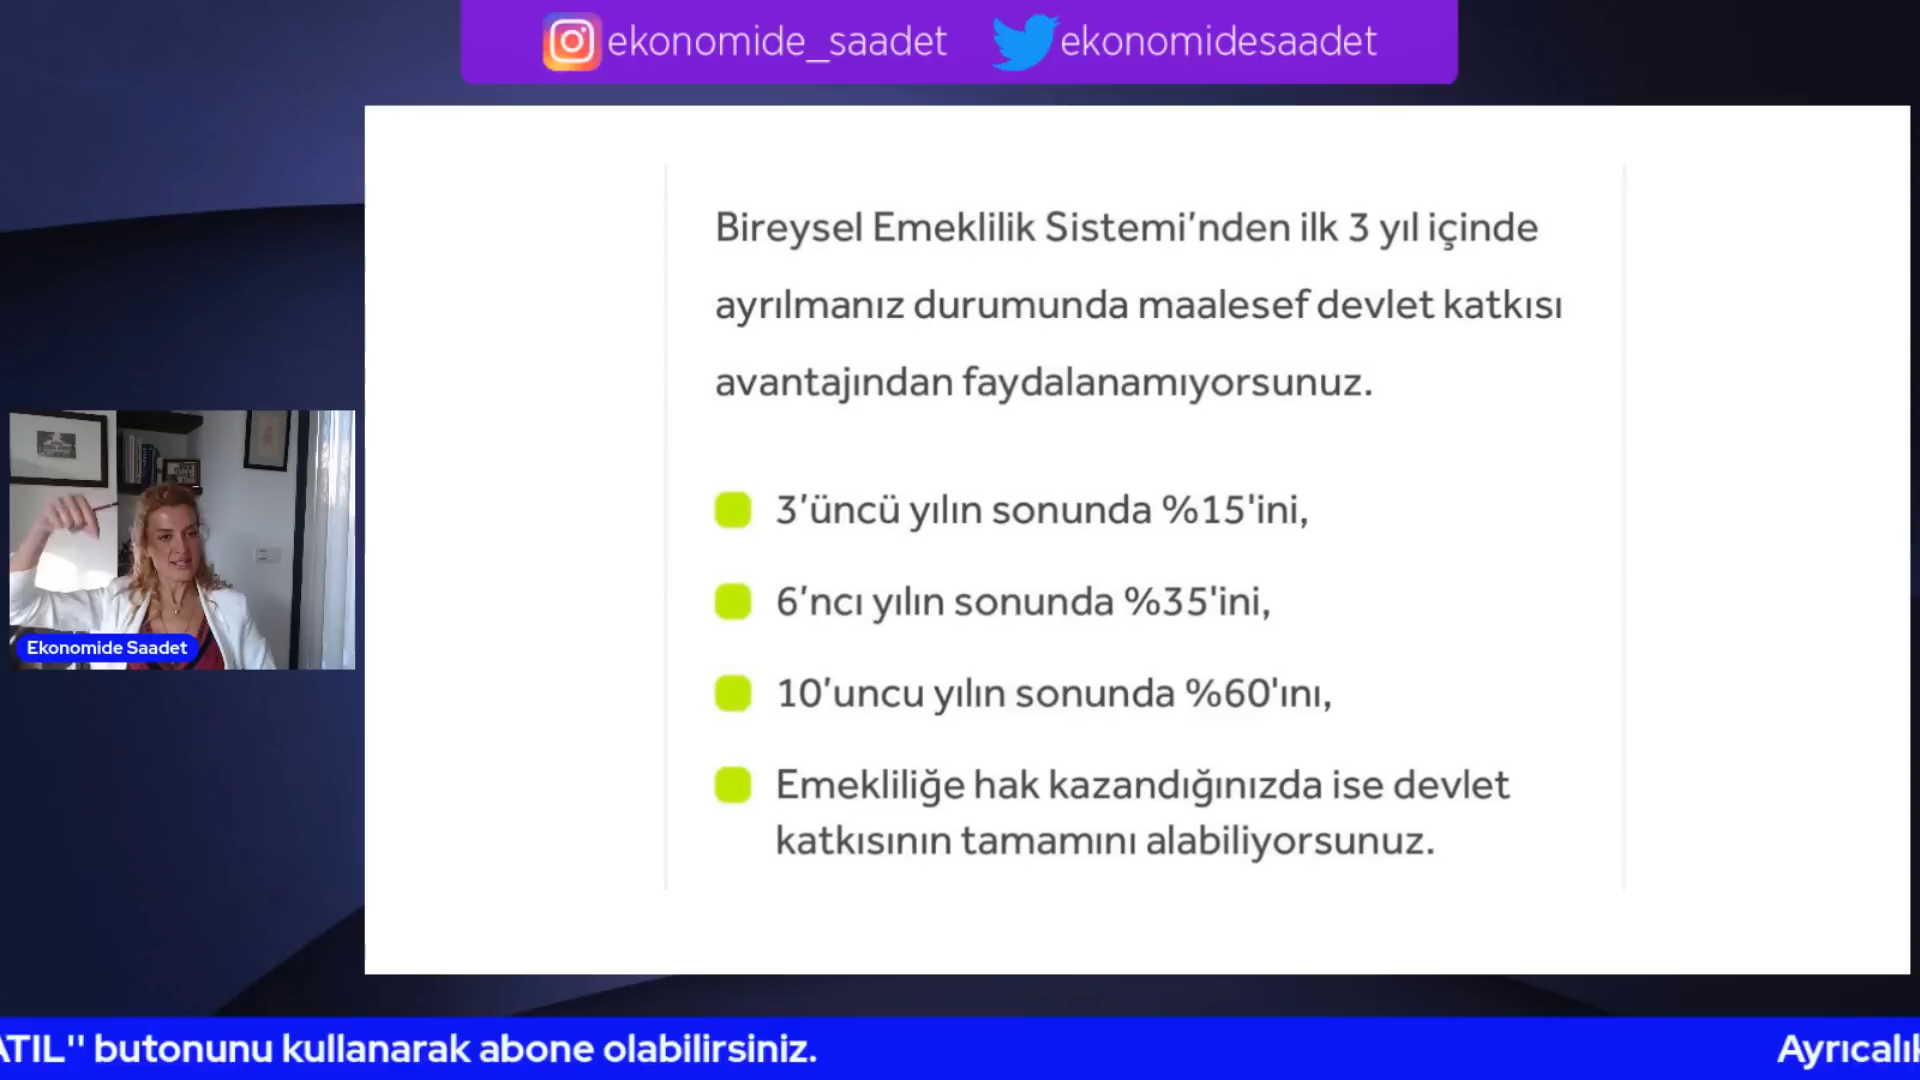 ekonomide_saadet ekonomidesaadet
Bireysel Emeklilik Sistemi’nden ilk 3 yıl içinde
ayrılmanız durumunda maalesef devlet katkısı
avantajından faydalanamıyorsunuz.
3’üncü yılın sonunda %15'ini,
6’ncı yılın sonunda %35'ini,
10’uncu yılın sonunda %60'ını,
Emekliliğe hak kazandığınızda ise devlet
katkısının tamamını alabiliyorsunuz.
Ekonomide Saadet
ATIL" butonunu kullanarak abone olabilirsiniz. Ayrıcalık